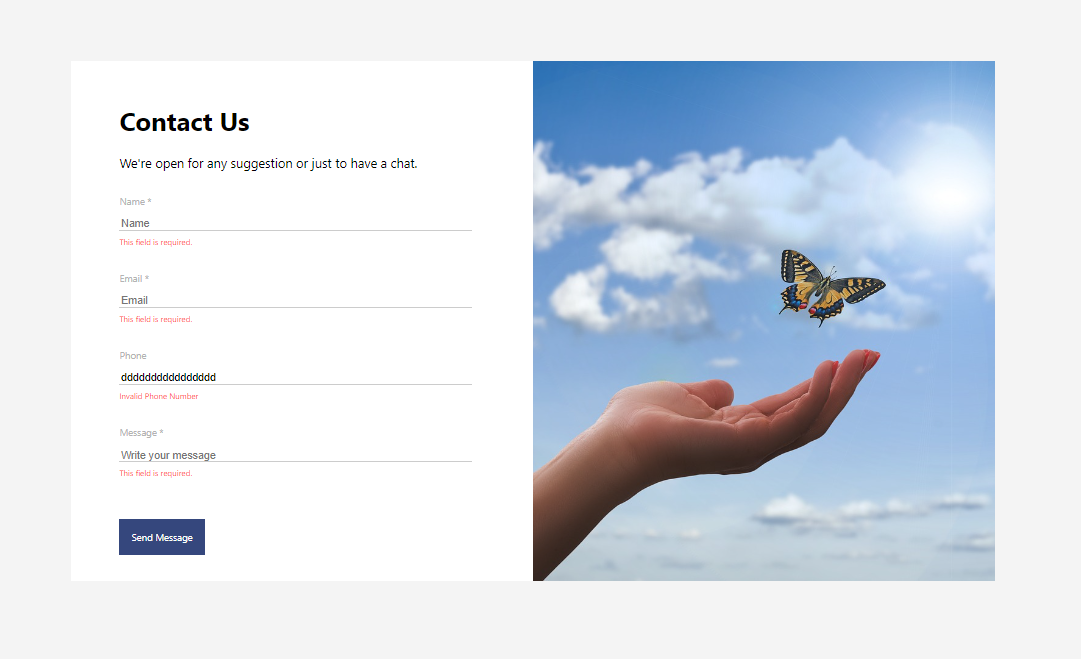 Contact Us
We're open for any suggestion or just to have a chat.
Name *
Name
This field is required.
Email *
Email
This field is required.
Phone
dddddddddddddddd
Invalid Phone Number
Message *
Write your message
This field is required.
Send Message